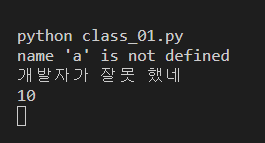 python class_01.py
name 'a' is not defined
개발자가 잘못 했네
10